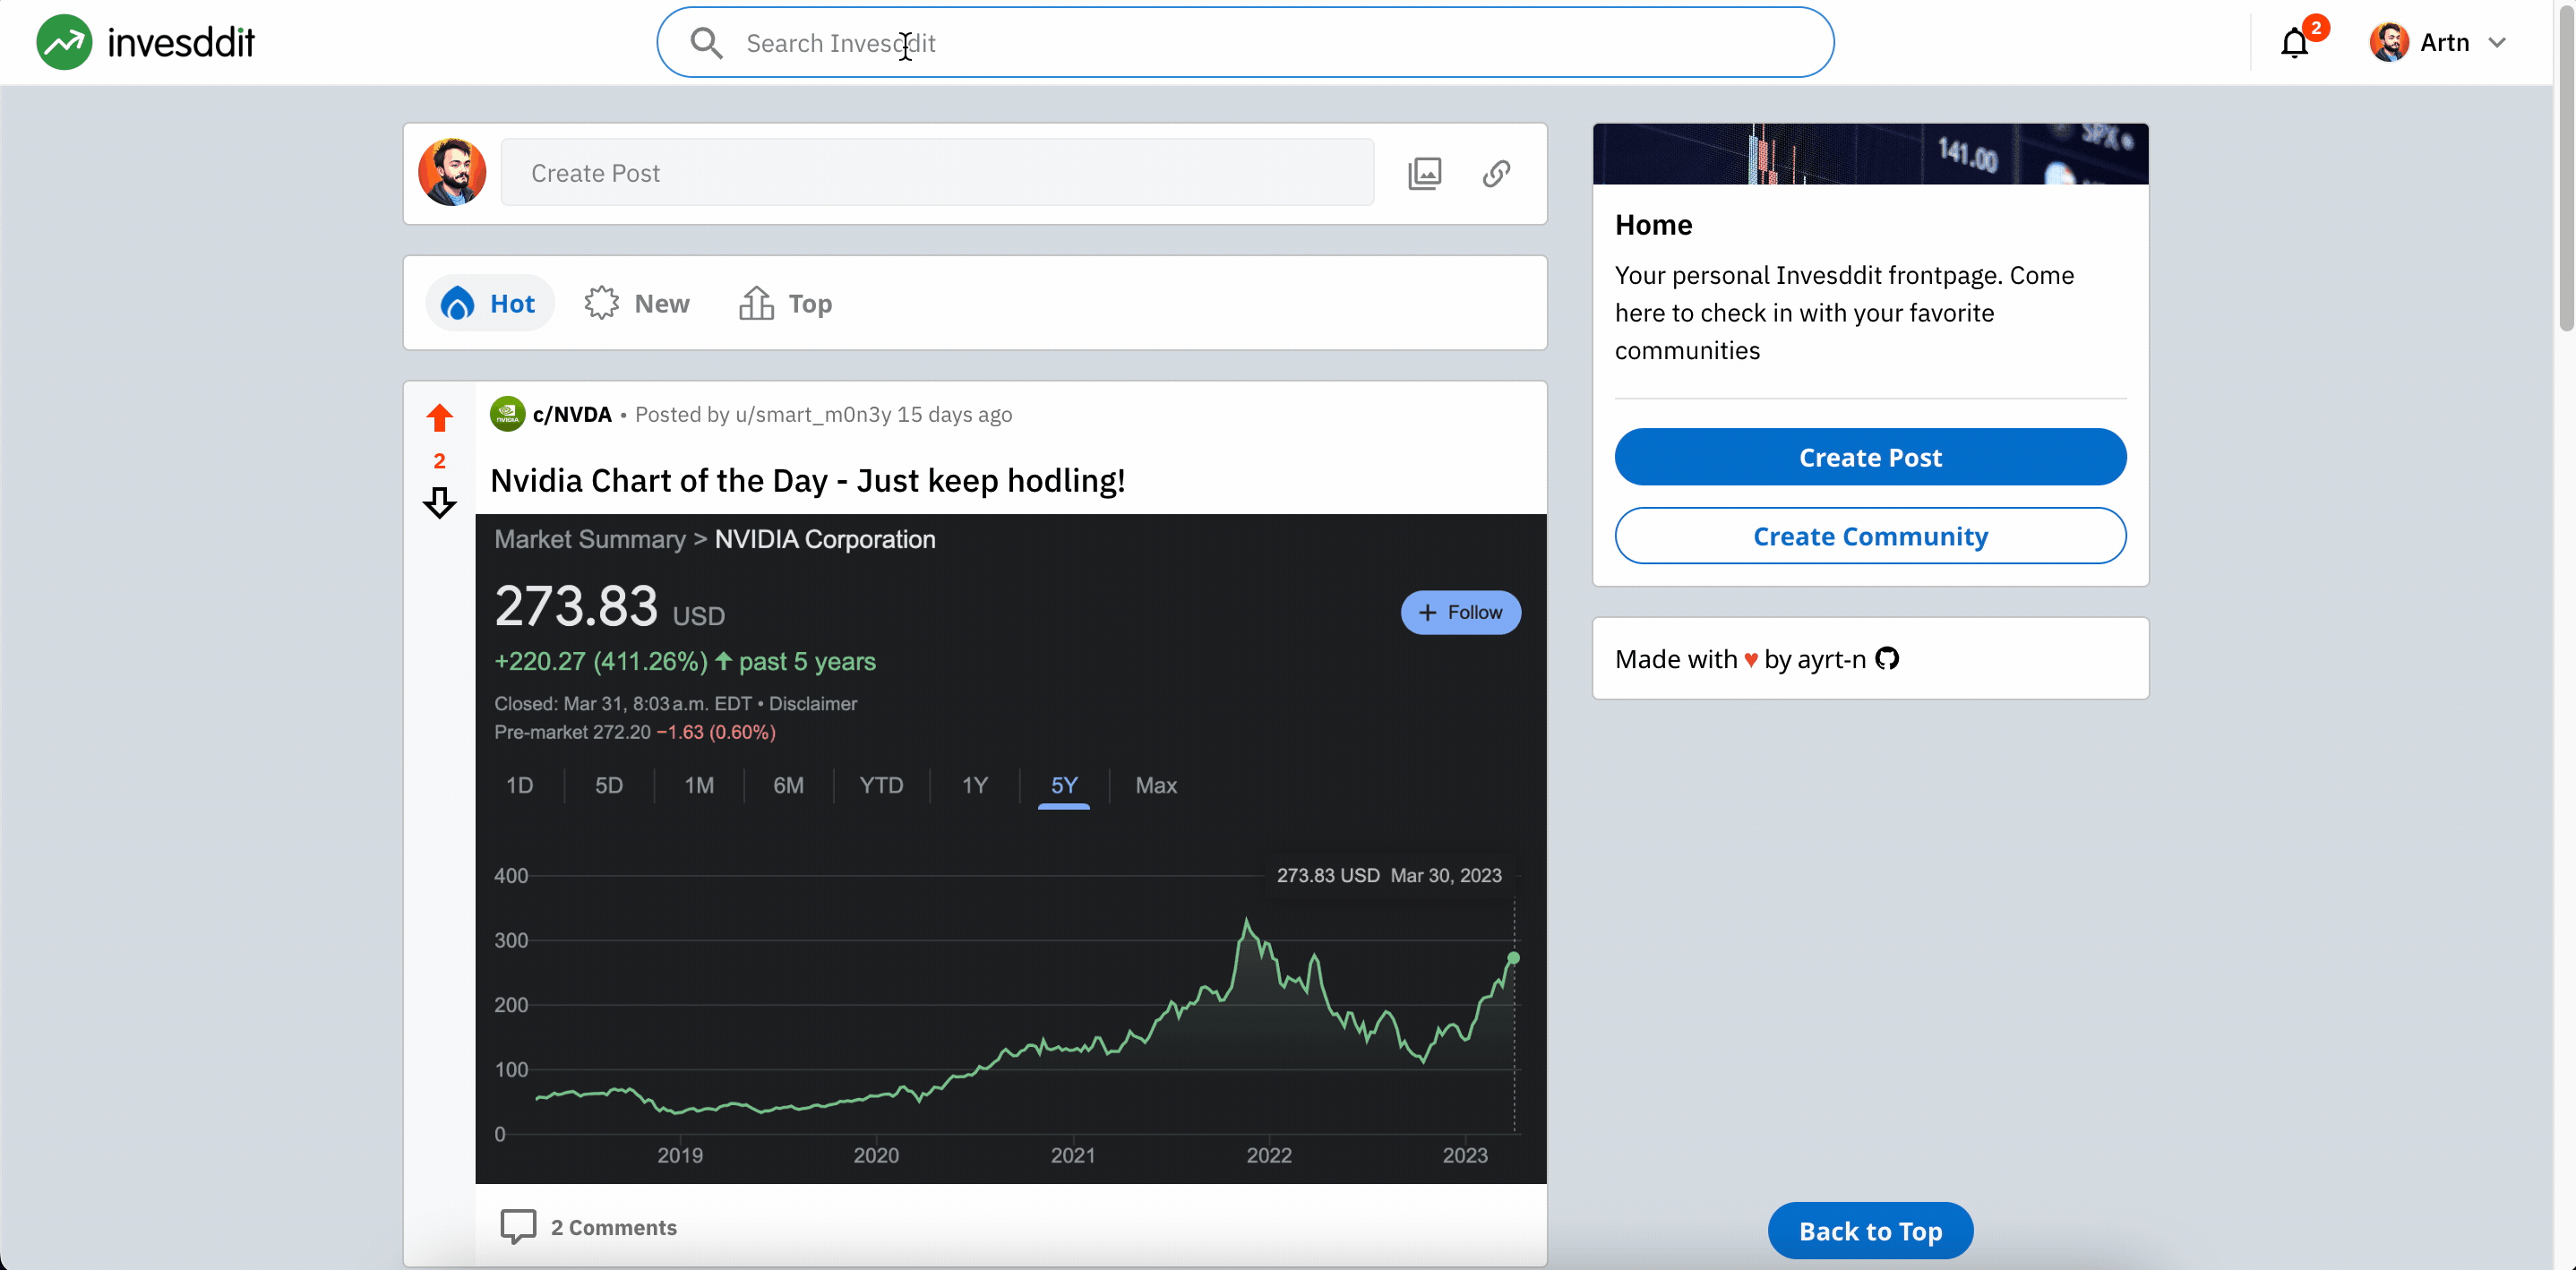 invesddit
Search Invesddit
2
Artn
Create Post
Hot
New
Top
c/NVDA • Posted by u/smart_m0n3y 15 days ago
2
Nvidia Chart of the Day - Just keep hodling!
Market Summary > NVIDIA Corporation
273.83 USD
+ Follow
+220.27 (411.26%) ↑ past 5 years
Closed: Mar 31, 8:03 a.m. EDT • Disclaimer
Pre-market 272.20 −1.63 (0.60%)
1D 5D 1M 6M YTD 1Y 5Y Max
273.83 USD Mar 30, 2023
400
300
200
100
0
2019 2020 2021 2022 2023
2 Comments
141.00
SPX
Home
Your personal Invesddit frontpage. Come
here to check in with your favorite
communities
Create Post
Create Community
Made with ♥ by ayrt-n
Back to Top